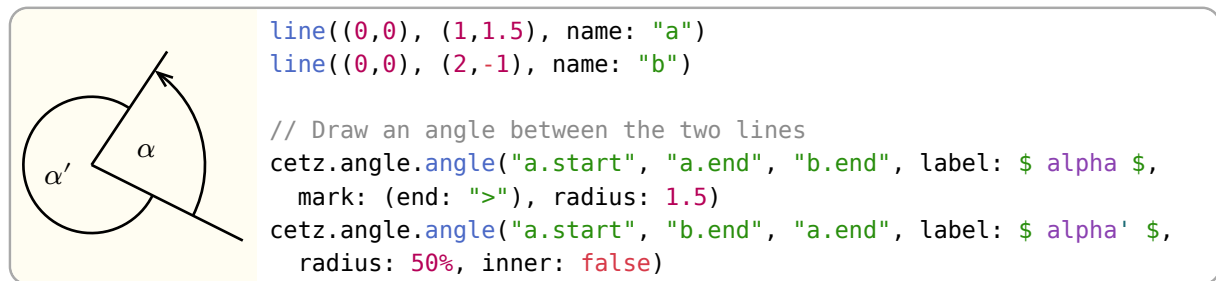 α
α′
line((0,0), (1,1.5), name: "a")
line((0,0), (2,-1), name: "b")
// Draw an angle between the two lines
cetz.angle.angle("a.start", "a.end", "b.end", label: $ alpha $,
  mark: (end: ">"), radius: 1.5)
cetz.angle.angle("a.start", "b.end", "a.end", label: $ alpha' $,
  radius: 50%, inner: false)